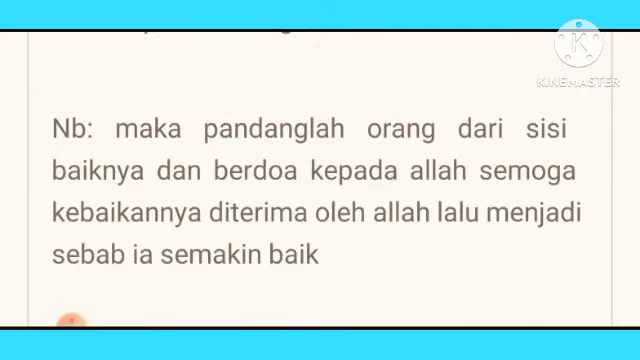 KINEMASTER
Nb: maka pandanglah orang dari sisi
baiknya dan berdoa kepada allah semoga
kebaikannya diterima oleh allah lalu menjadi
sebab ia semakin baik